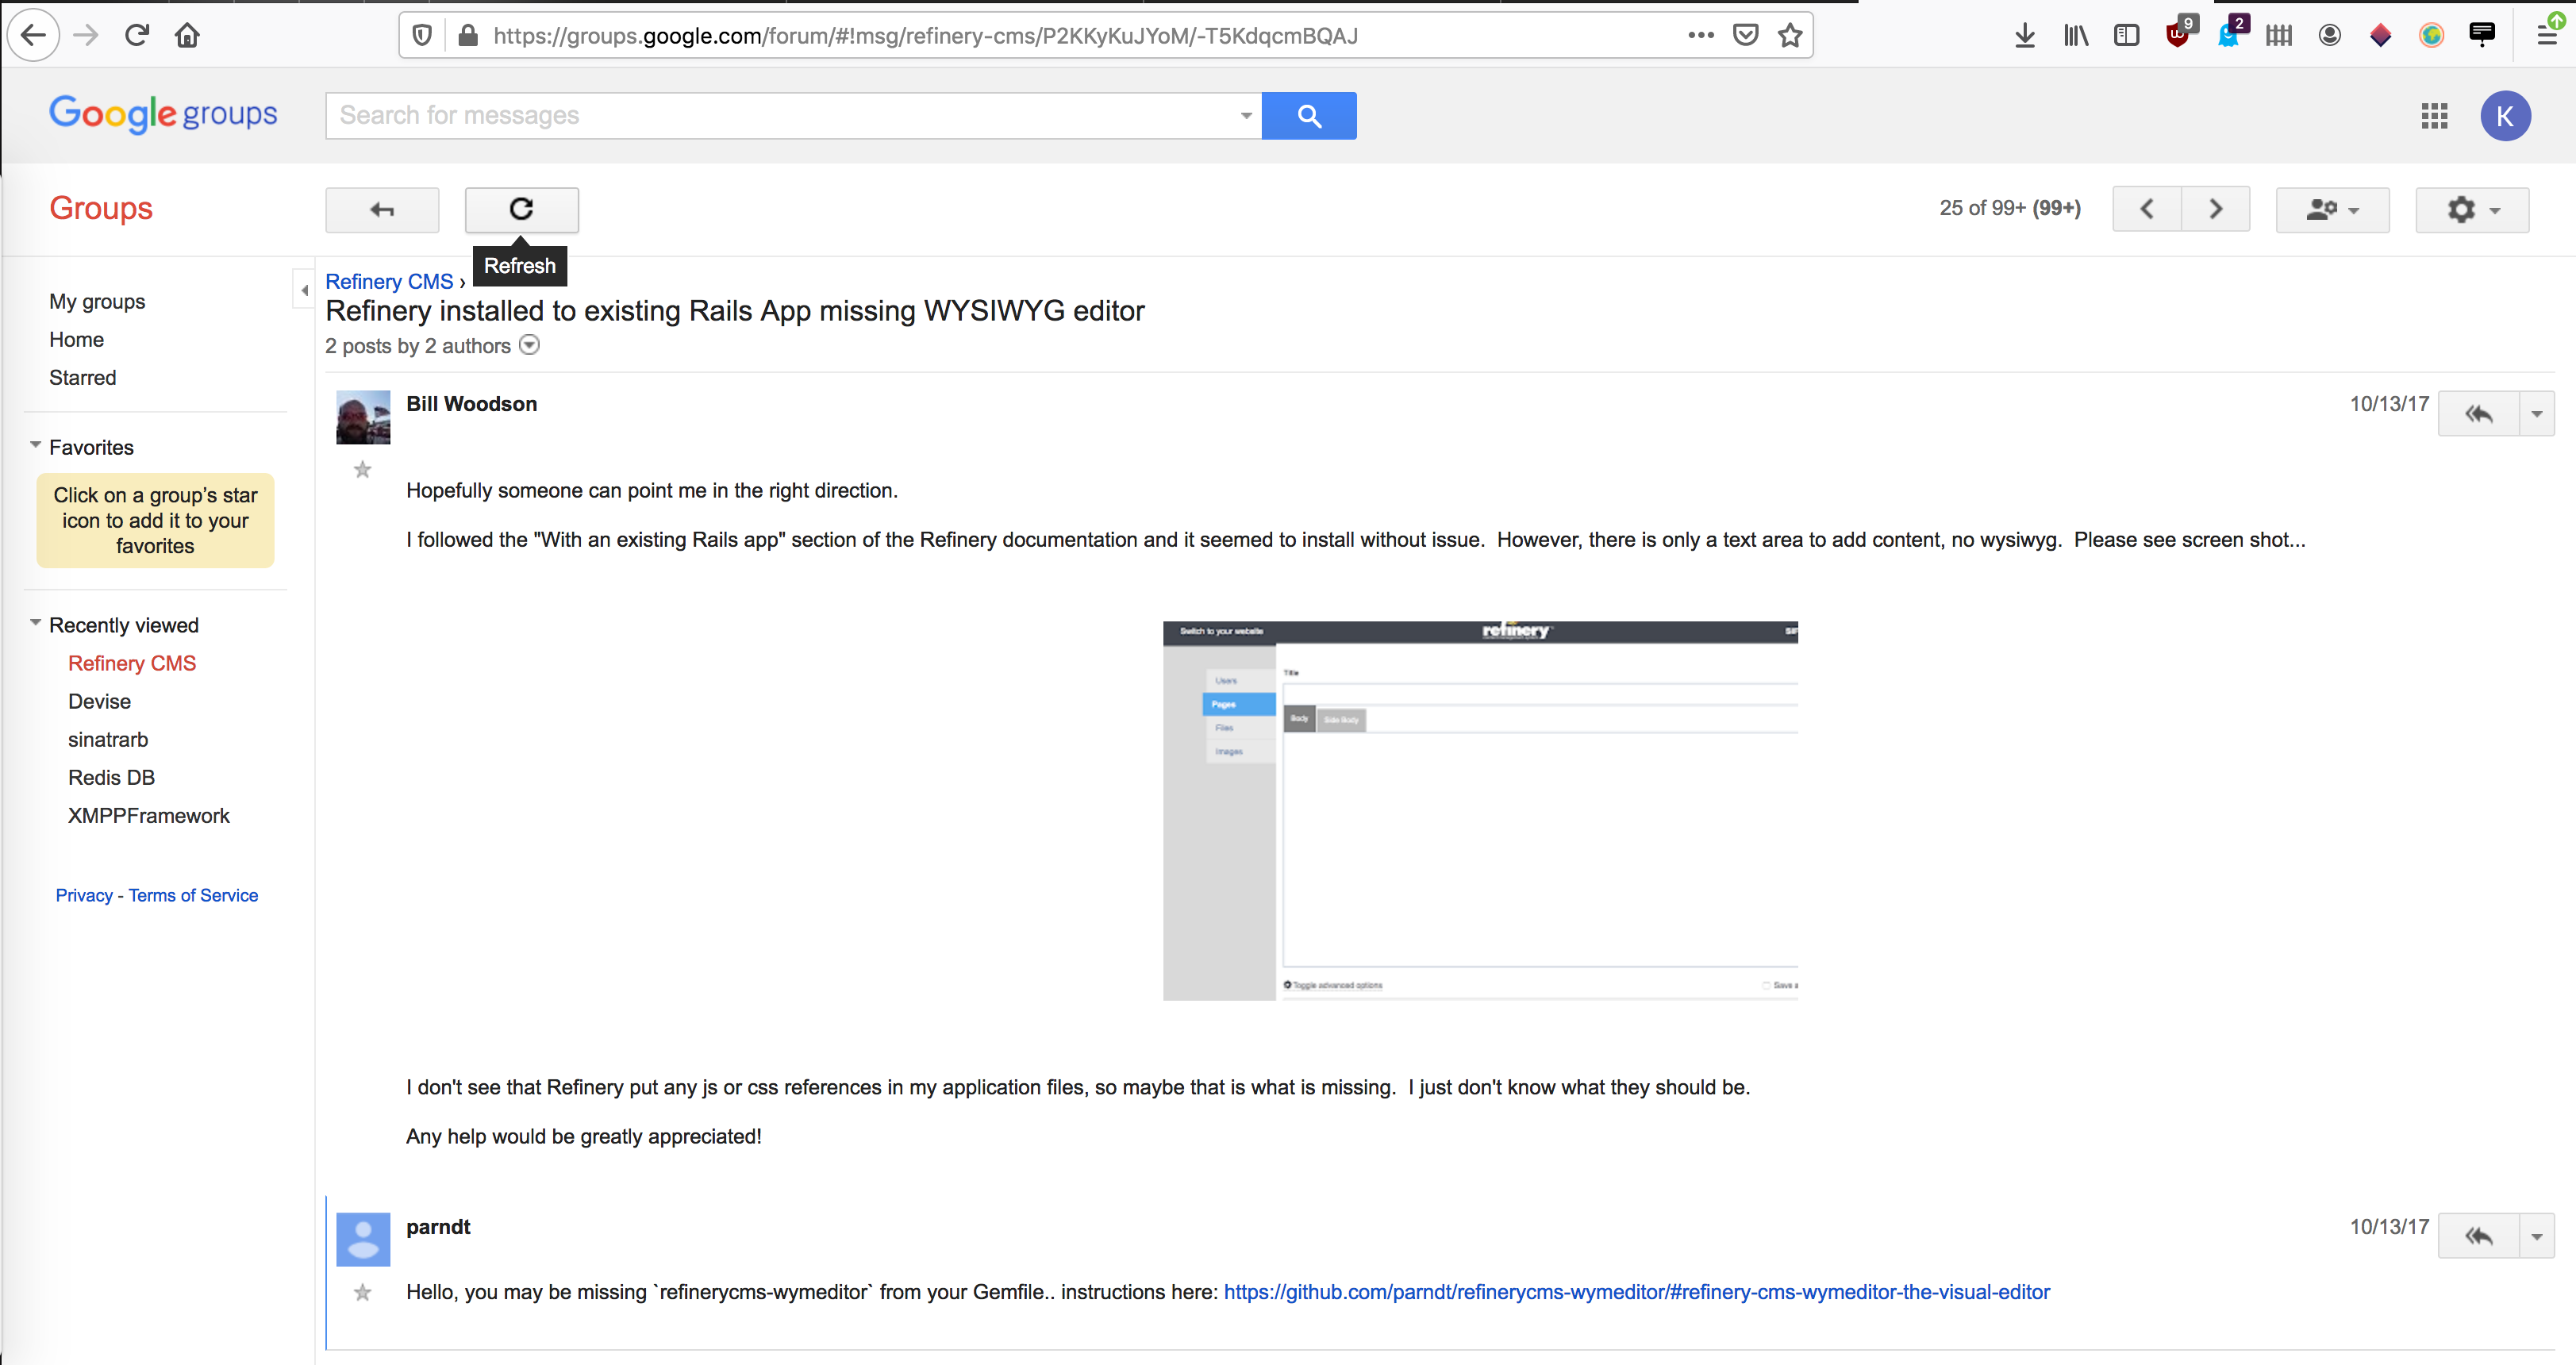 https://groups.google.com/forum/#!msg/refinery-cms/P2KKyKuJYoM/-T5KdqcmBQAJ
9
2
Google groups
Search for messages
K
Groups
25 of 99+ (99+)
Refresh
My groups
Home
Starred
Favorites
Click on a group's star
icon to add it to your
favorites
Recently viewed
Refinery CMS
Devise
sinatrarb
Redis DB
XMPPFramework
Privacy - Terms of Service
Refinery CMS ›
Refinery installed to existing Rails App missing WYSIWYG editor
2 posts by 2 authors
Bill Woodson
10/13/17
Hopefully someone can point me in the right direction.
I followed the "With an existing Rails app" section of the Refinery documentation and it seemed to install without issue.  However, there is only a text area to add content, no wysiwyg.  Please see screen shot...
Switch to your website
refinery
Users
Pages
Files
Images
Title
Body
Side Body
Toggle advanced options
Save a
I don't see that Refinery put any js or css references in my application files, so maybe that is what is missing.  I just don't know what they should be.
Any help would be greatly appreciated!
parndt
10/13/17
Hello, you may be missing `refinerycms-wymeditor` from your Gemfile.. instructions here: https://github.com/parndt/refinerycms-wymeditor/#refinery-cms-wymeditor-the-visual-editor